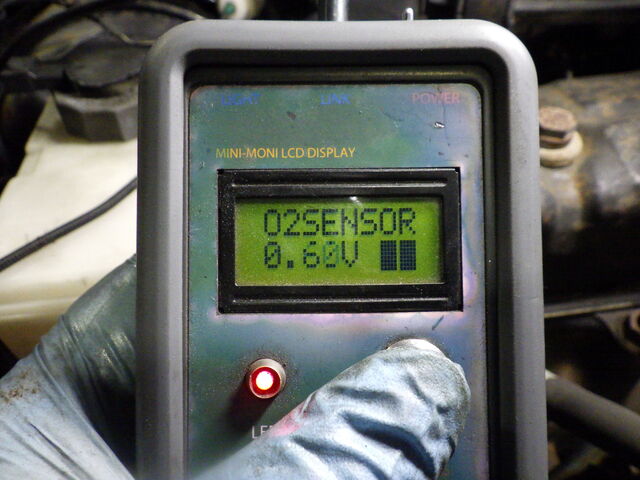 LIGHT LINK POWER
MINI-MONI LCD DISPLAY
O2SENSOR
0.60V